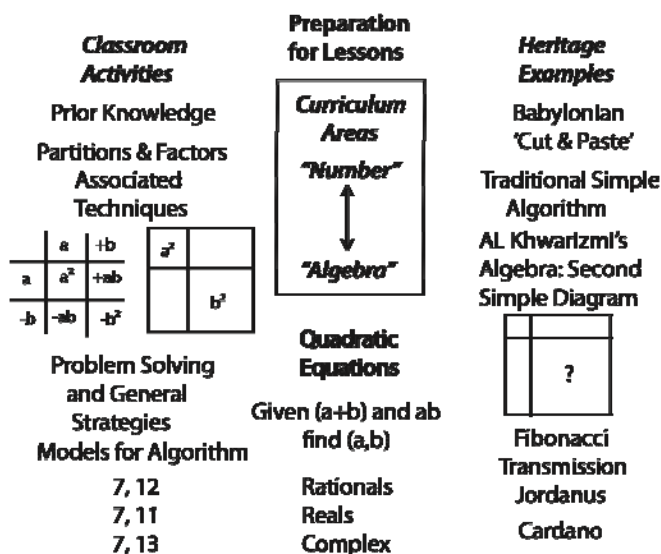 Classroom
Activities
Prior Knowledge
Partitions & Factors
Associated
Techniques
a +b
a a² +ab
-b -ab -b²
a²
b²
Problem Solving
and General
Strategies
Models for Algorithm
7, 12
7, 11
7, 13
Preparation
for Lessons
Curriculum
Areas
"Number"
"Algebra"
Quadratic
Equations
Given (a+b) and ab
find (a,b)
Rationals
Reals
Complex
Heritage
Examples
Babylonian
'Cut & Paste'
Traditional Simple
Algorithm
AL Khwarizmi's
Algebra: Second
Simple Diagram
?
Fibonacci
Transmission
Jordanus
Cardano